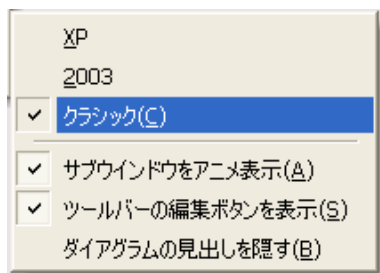 XP
2003
クラシック(C)
サブウインドウをアニメ表示(A)
ツールバーの編集ボタンを表示(S)
ダイアグラムの見出しを隠す(B)